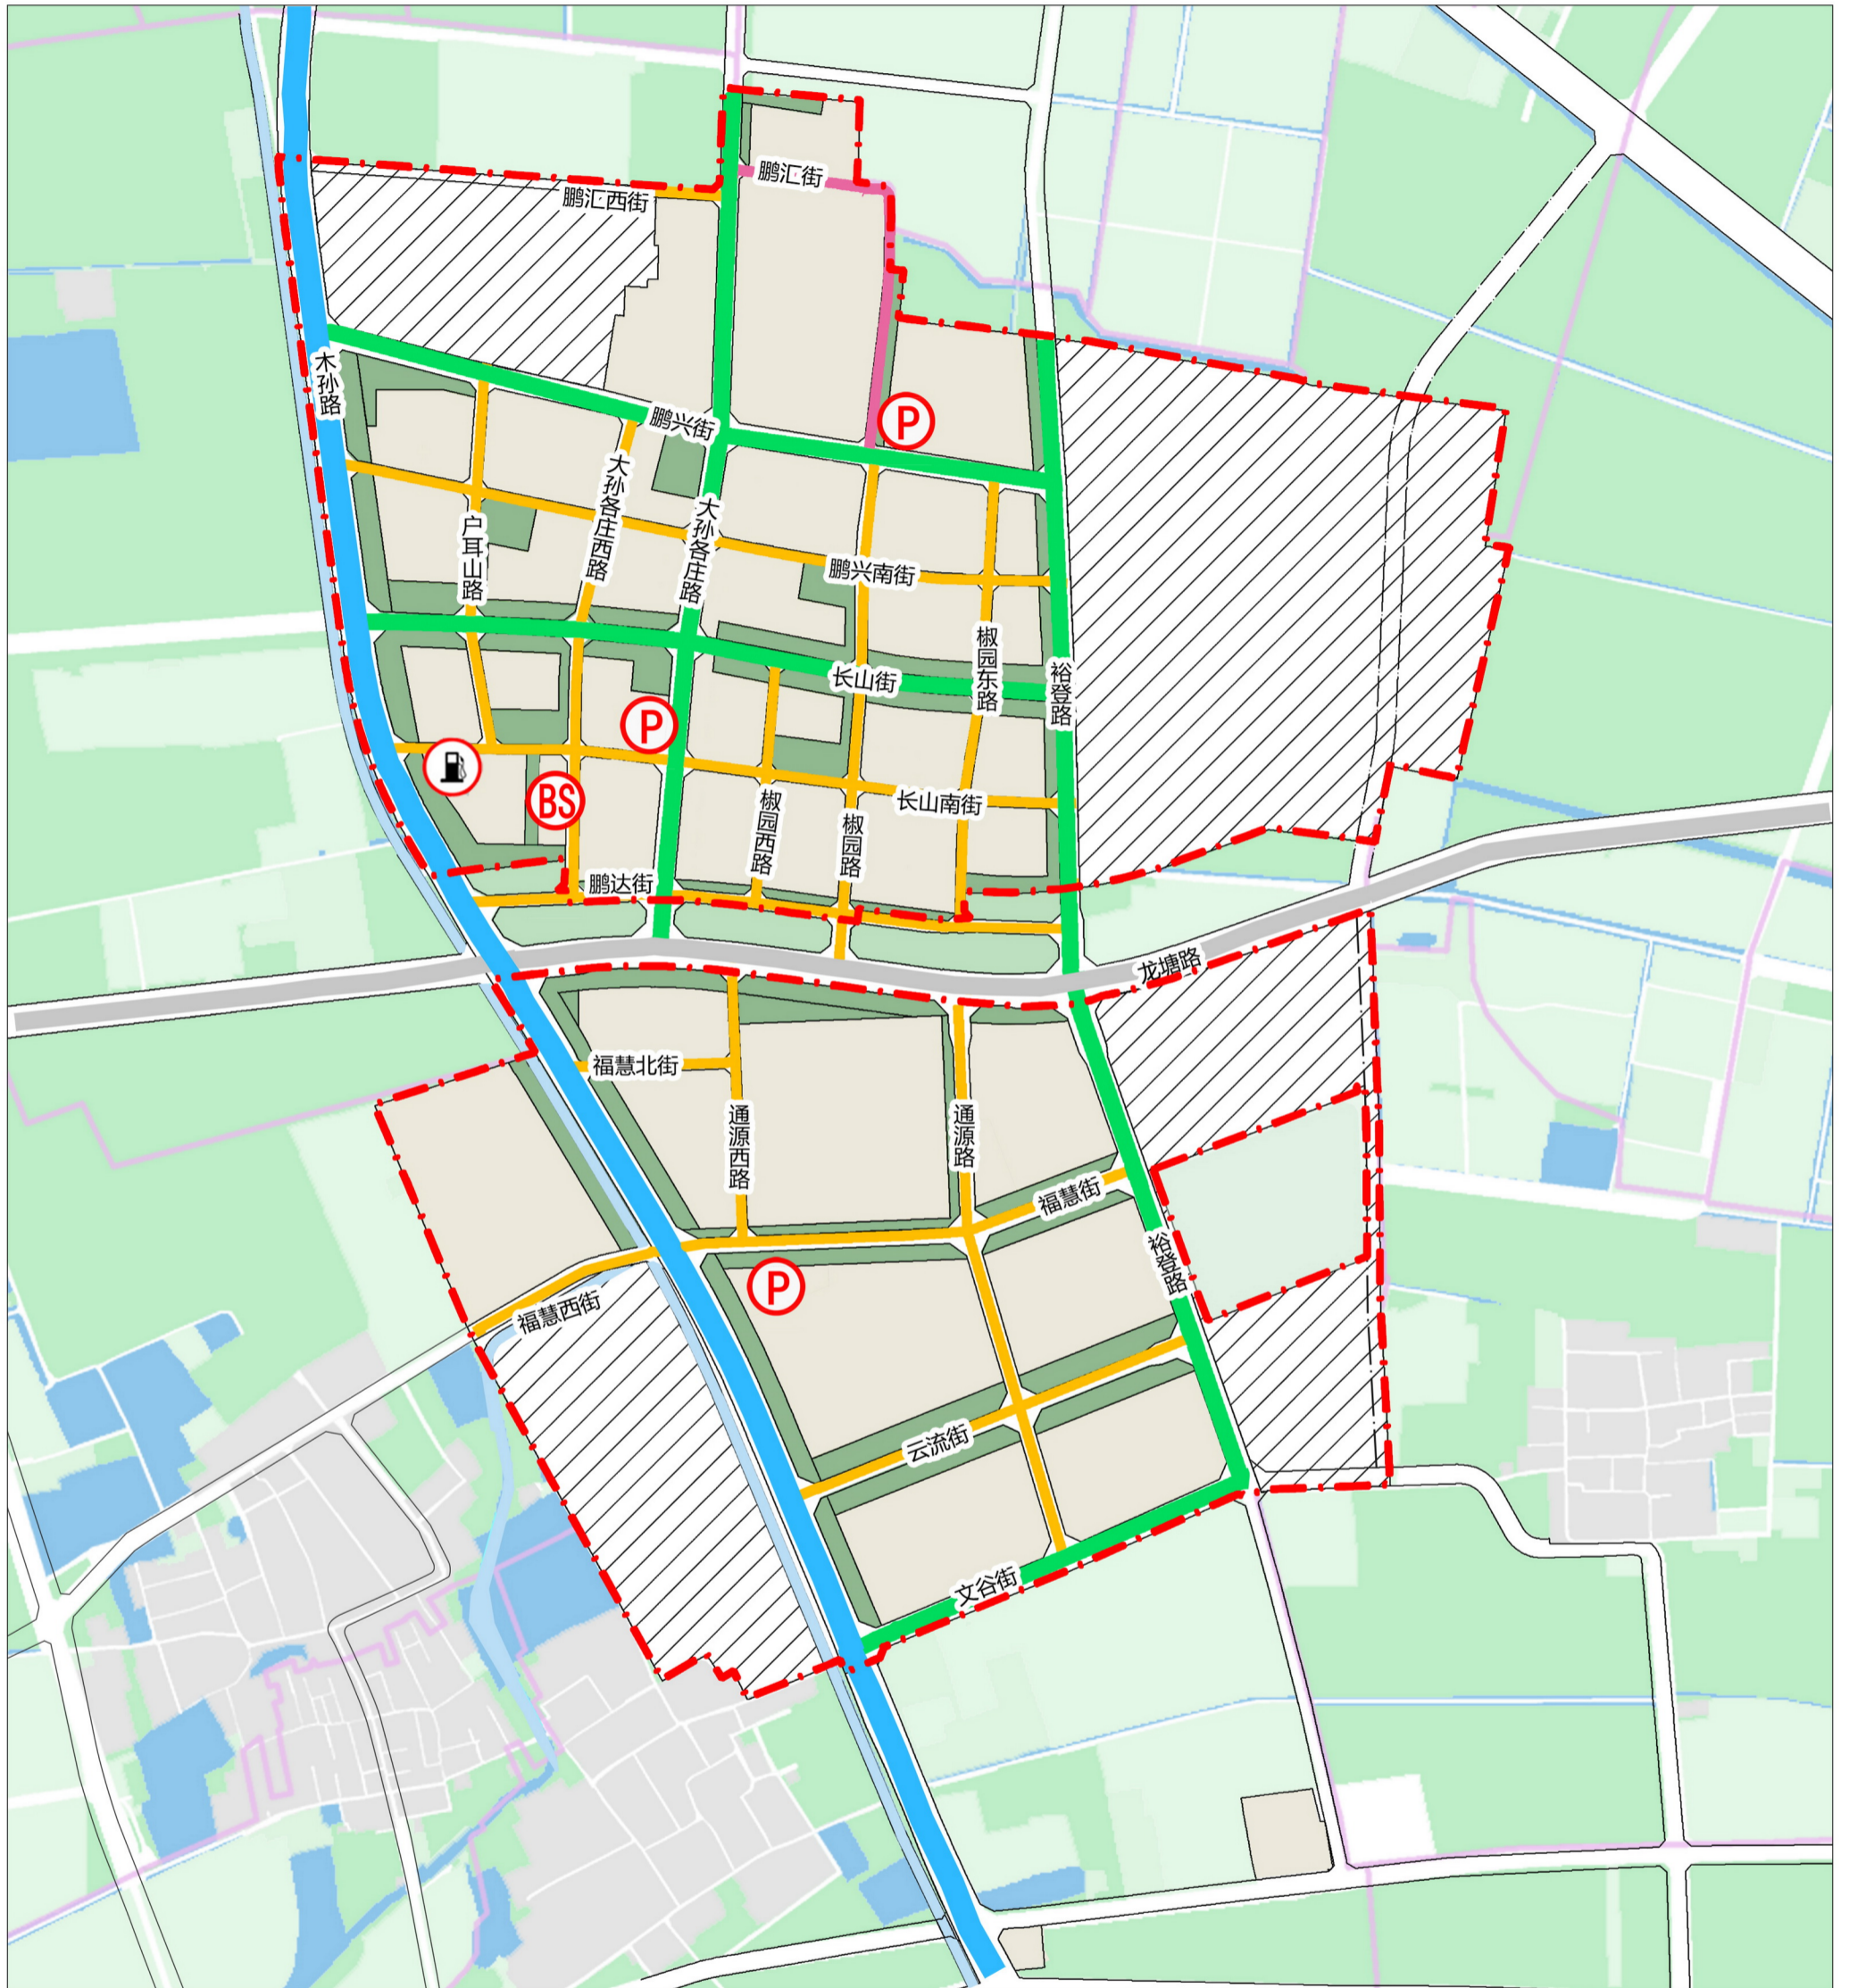 鹏汇街
鹏汇西街
木孙路
鹏兴街
P
大孙各庄西路
大孙各庄路
户耳山路
鹏兴南街
椒园东路
裕登路
长山街
P
BS
长山南街
椒园西路
椒园路
鹏达街
龙塘路
福慧北街
通源西路
通源路
福慧街
裕登路
P
福慧西街
云流街
文谷街